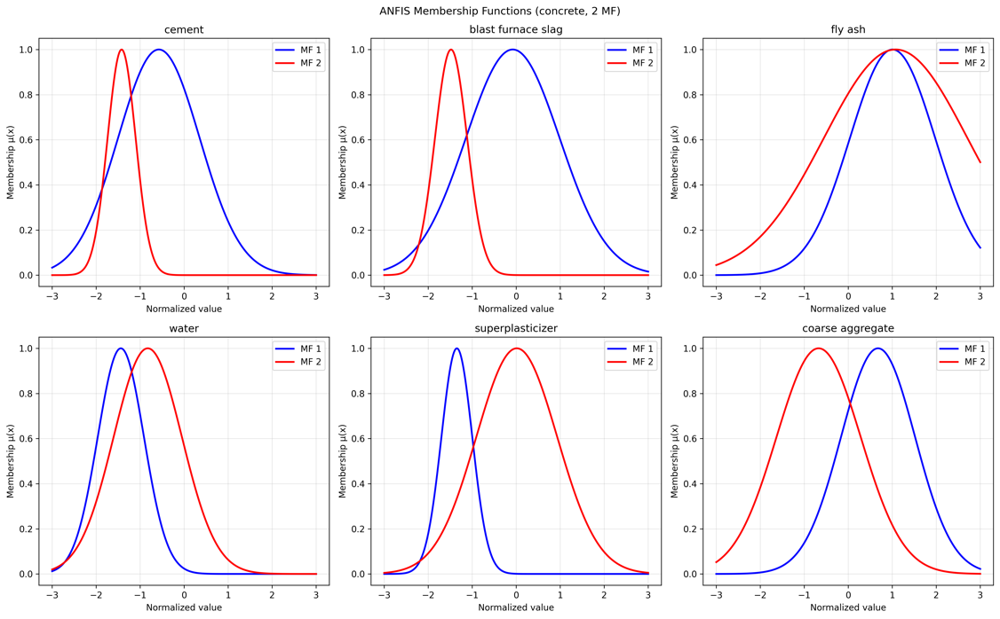 ANFIS Membership Functions (concrete, 2 MF)
cement
MF 1
MF 2
Membership μ(x)
1.0
0.8
0.6
0.4
0.2
0.0
−3 −2 −1 0 1 2 3
Normalized value
blast furnace slag
MF 1
MF 2
Membership μ(x)
1.0
0.8
0.6
0.4
0.2
0.0
−3 −2 −1 0 1 2 3
Normalized value
fly ash
MF 1
MF 2
Membership μ(x)
1.0
0.8
0.6
0.4
0.2
0.0
−3 −2 −1 0 1 2 3
Normalized value
water
MF 1
MF 2
Membership μ(x)
1.0
0.8
0.6
0.4
0.2
0.0
−3 −2 −1 0 1 2 3
Normalized value
superplasticizer
MF 1
MF 2
Membership μ(x)
1.0
0.8
0.6
0.4
0.2
0.0
−3 −2 −1 0 1 2 3
Normalized value
coarse aggregate
MF 1
MF 2
Membership μ(x)
1.0
0.8
0.6
0.4
0.2
0.0
−3 −2 −1 0 1 2 3
Normalized value